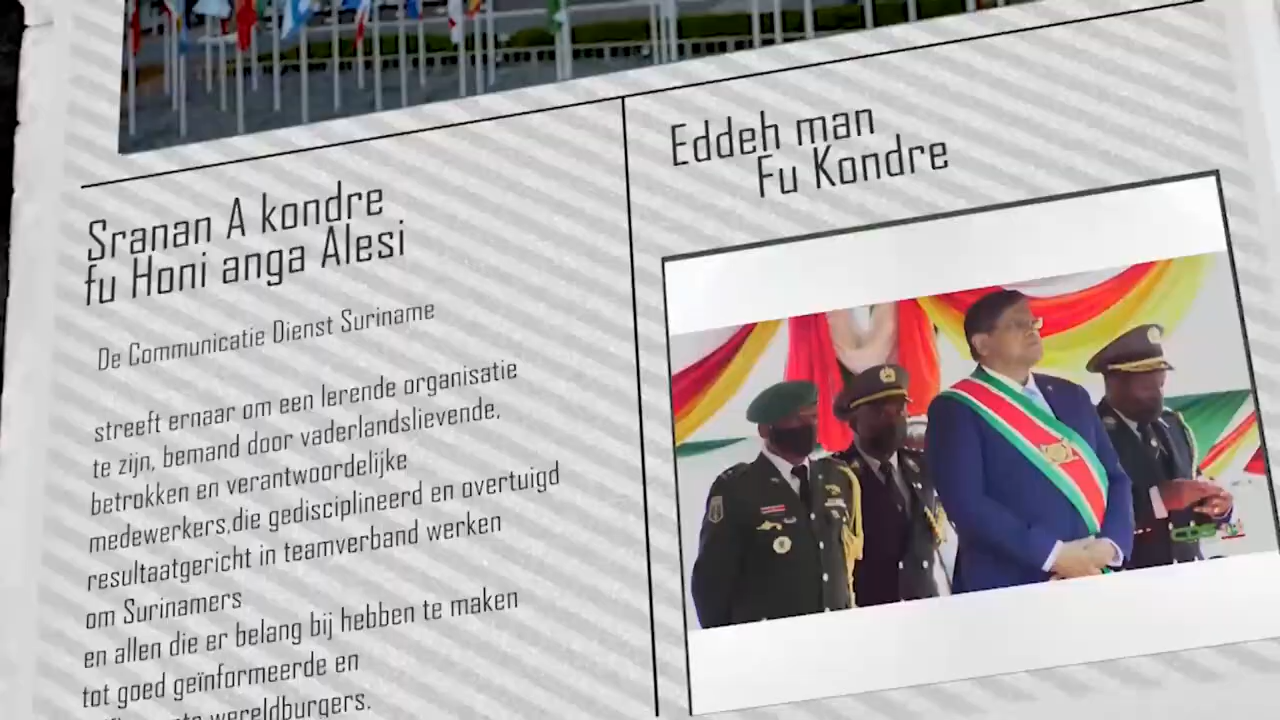 Sranan A kondre
fu Honi anga Alesi
De Communicatie Dienst Suriname
streeft ernaar om een lerende organisatie
te zijn, bemand door vaderlandslievende,
betrokken en verantwoordelijke
medewerkers,die gedisciplineerd en overtuigd
resultaatgericht in teamverband werken
om Surinamers
en allen die er belang bij hebben te maken
tot goed geïnformeerde en
wereldburgers.
Eddeh man
Fu Kondre